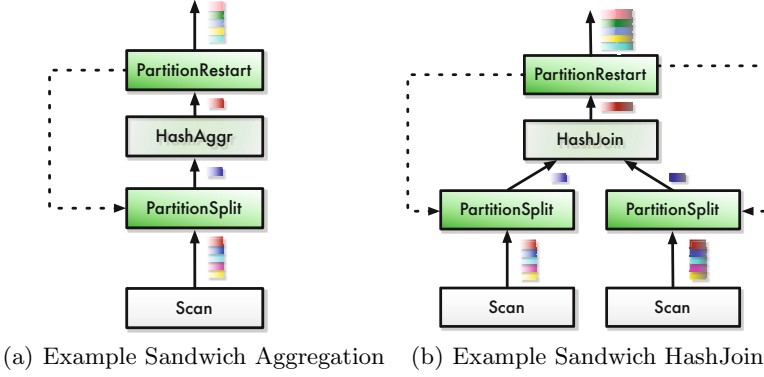 PartitionRestart
HashAggr
PartitionSplit
Scan
(a) Example Sandwich Aggregation
PartitionRestart
HashJoin
PartitionSplit PartitionSplit
Scan Scan
(b) Example Sandwich HashJoin